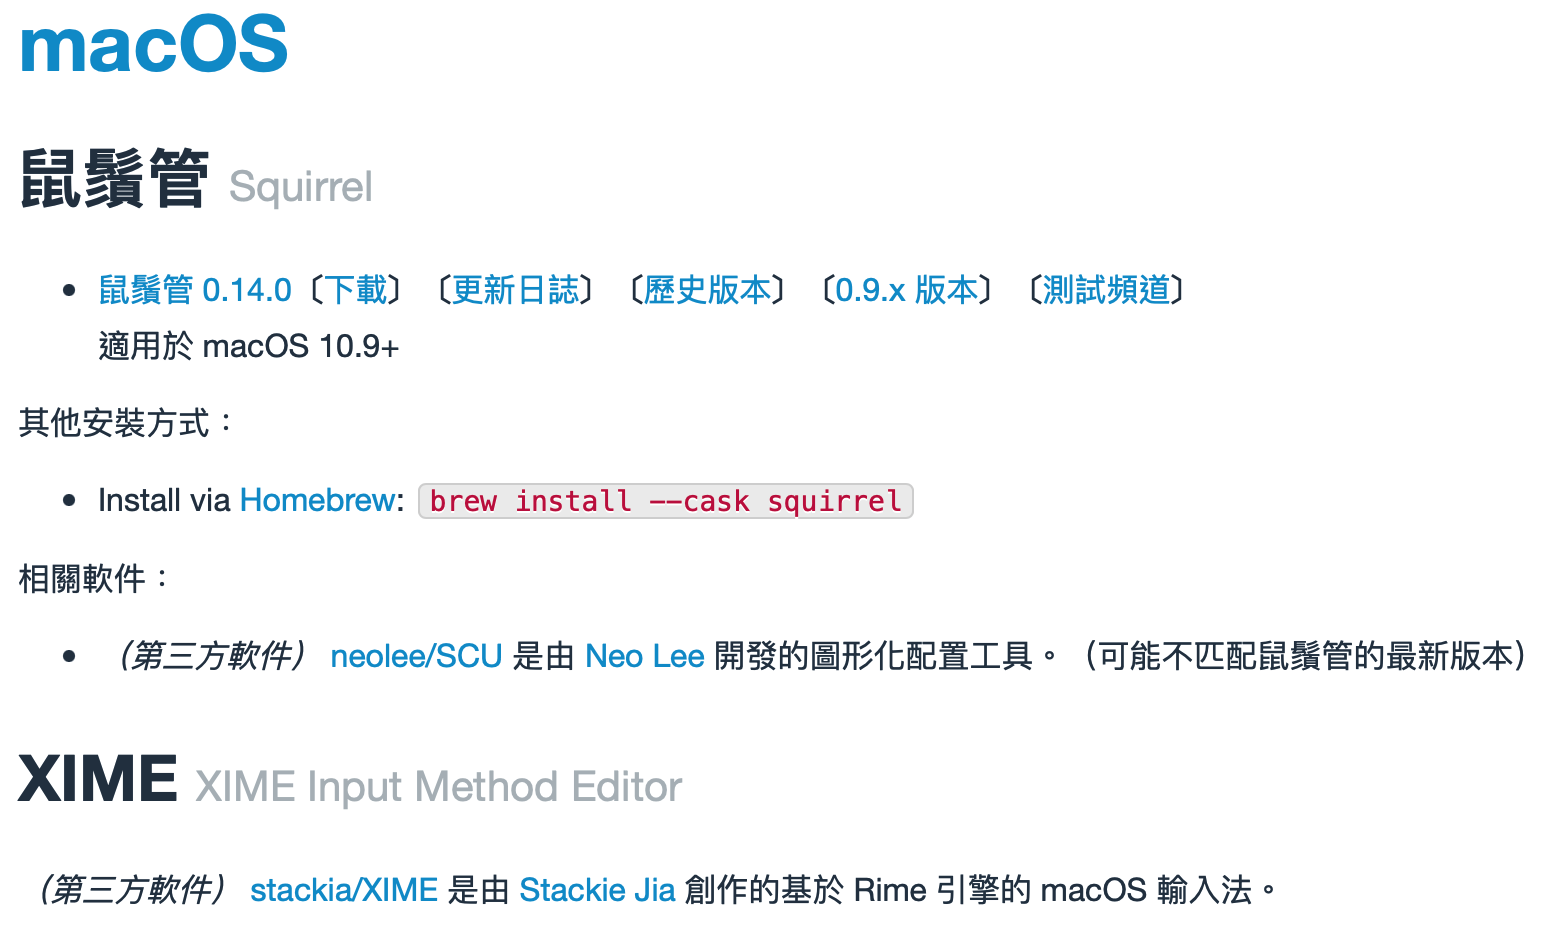 macOS
鼠鬚管 Squirrel
鼠鬚管 0.14.0〔下載〕〔更新日誌〕〔歷史版本〕〔0.9.x 版本〕〔測試頻道〕
適用於 macOS 10.9+
其他安裝方式：
Install via Homebrew: brew install --cask squirrel
相關軟件：
（第三方軟件） neolee/SCU 是由 Neo Lee 開發的圖形化配置工具。（可能不匹配鼠鬚管的最新版本）
XIME XIME Input Method Editor
（第三方軟件） stackia/XIME 是由 Stackie Jia 創作的基於 Rime 引擎的 macOS 輸入法。